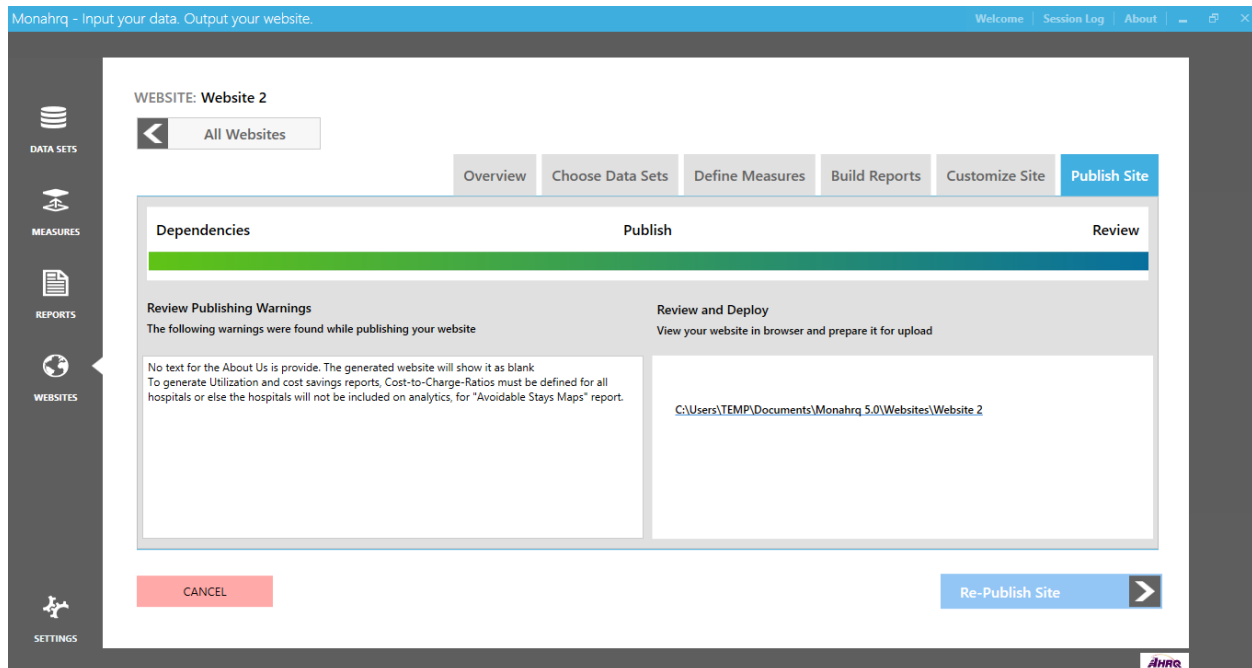 Monahrq - Input your data. Output your website.
Welcome | Session Log | About
WEBSITE: Website 2
All Websites
DATA SETS
MEASURES
REPORTS
WEBSITES
SETTINGS
Overview
Choose Data Sets
Define Measures
Build Reports
Customize Site
Publish Site
Dependencies
Publish
Review
Review Publishing Warnings
The following warnings were found while publishing your website
No text for the About Us is provide. The generated website will show it as blank
To generate Utilization and cost savings reports, Cost-to-Charge-Ratios must be defined for all
hospitals or else the hospitals will not be included on analytics, for "Avoidable Stays Maps" report.
Review and Deploy
View your website in browser and prepare it for upload
C:\Users\TEMP\Documents\Monahrq 5.0\Websites\Website 2
CANCEL
Re-Publish Site
AHRQ